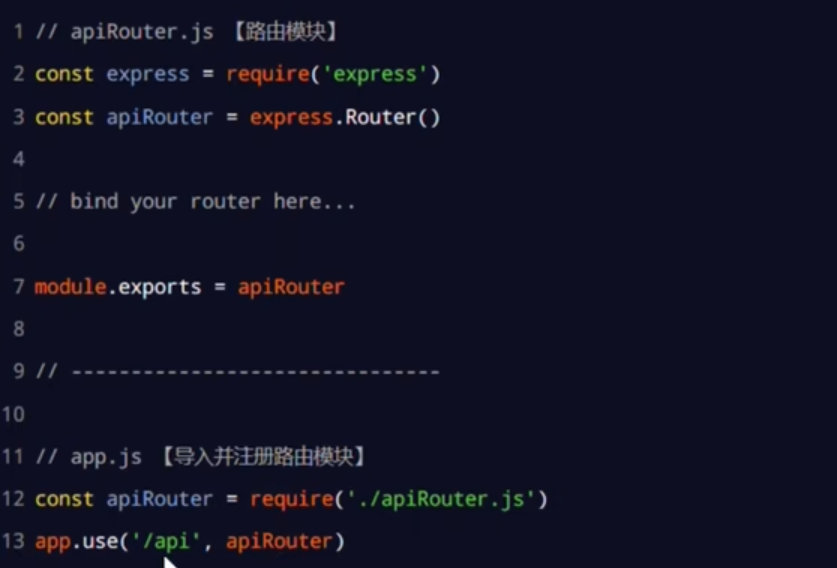 1 // apiRouter.js 【路由模块】
2 const express = require('express')
3 const apiRouter = express.Router()
4
5 // bind your router here...
6
7 module.exports = apiRouter
8
9 // -------------------------------
10
11 // app.js 【导入并注册路由模块】
12 const apiRouter = require('./apiRouter.js')
13 app.use('/api', apiRouter)